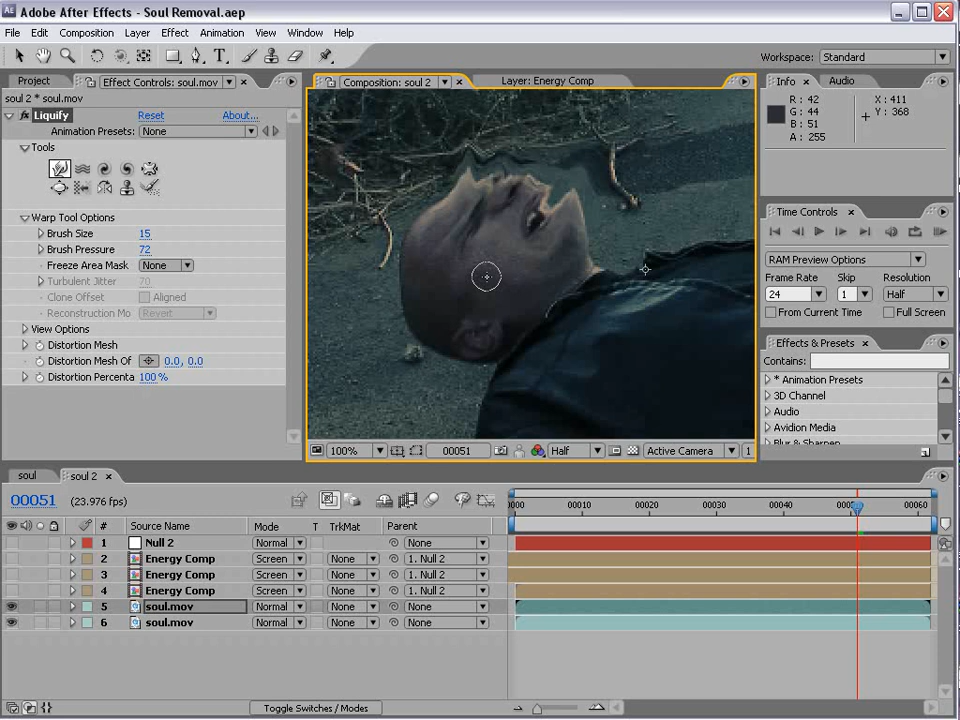 Adobe After Effects - Soul Removal.aep
File Edit Composition Layer Effect Animation View Window Help
Workspace: Standard
Project Effect Controls: soul.mov
soul 2 * soul.mov
Liquify Reset About...
Animation Presets: None
Tools
Warp Tool Options
Brush Size 15
Brush Pressure 72
Freeze Area Mask None
Turbulent Jitter 70
Clone Offset Aligned
Reconstruction Mo Revert
View Options
Distortion Mesh
Distortion Mesh Of 0.0, 0.0
Distortion Percenta 100 %
Composition: soul 2 Layer: Energy Comp
100% 00051 Half Active Camera 1
Info Audio
R: 42 X: 411
G: 44 Y: 368
B: 51
A: 255
Time Controls
RAM Preview Options
Frame Rate Skip Resolution
24 1 Half
From Current Time Full Screen
Effects & Presets
Contains:
* Animation Presets
3D Channel
Audio
Avidion Media
Blur & Sharpen
soul soul 2
00051 (23.976 fps)
0000 00010 00020 00030 00040 00060
# Source Name Mode T TrkMat Parent
1 Null 2 Normal None
2 Energy Comp Screen None 1. Null 2
3 Energy Comp Screen None 1. Null 2
4 Energy Comp Screen None 1. Null 2
5 soul.mov Normal None None
6 soul.mov Normal None None
Toggle Switches / Modes